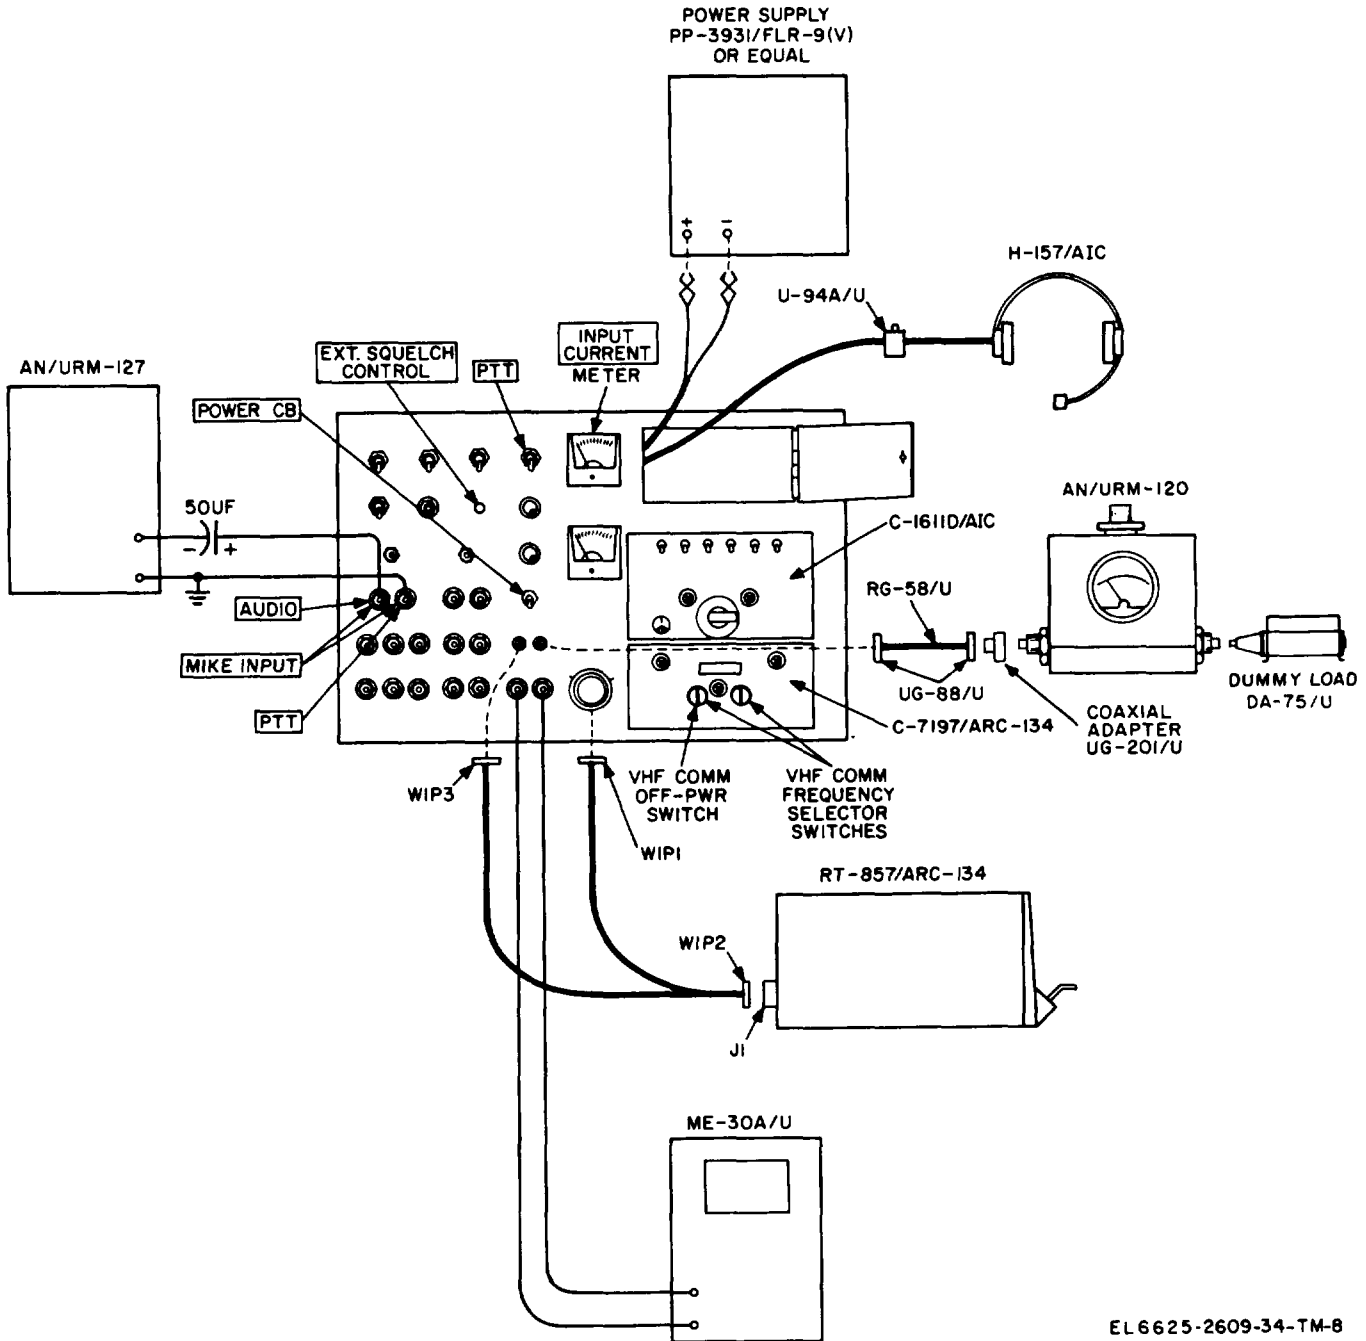 POWER SUPPLY
PP-3931/FLR-9(V)
OR EQUAL
+ -
H-157/AIC
U-94A/U
INPUT
CURRENT
METER
EXT. SQUELCH
CONTROL
PTT
AN/URM-127
POWER CB
AN/URM-120
50UF
- +
C-1611D/AIC
RG-58/U
AUDIO
MIKE INPUT
PTT
UG-88/U
DUMMY LOAD
DA-75/U
COAXIAL
ADAPTER
UG-201/U
C-7197/ARC-134
WIP3
VHF COMM
OFF-PWR
SWITCH
VHF COMM
FREQUENCY
SELECTOR
SWITCHES
WIP1
RT-857/ARC-134
WIP2
J1
ME-30A/U
EL6625-2609-34-TM-8